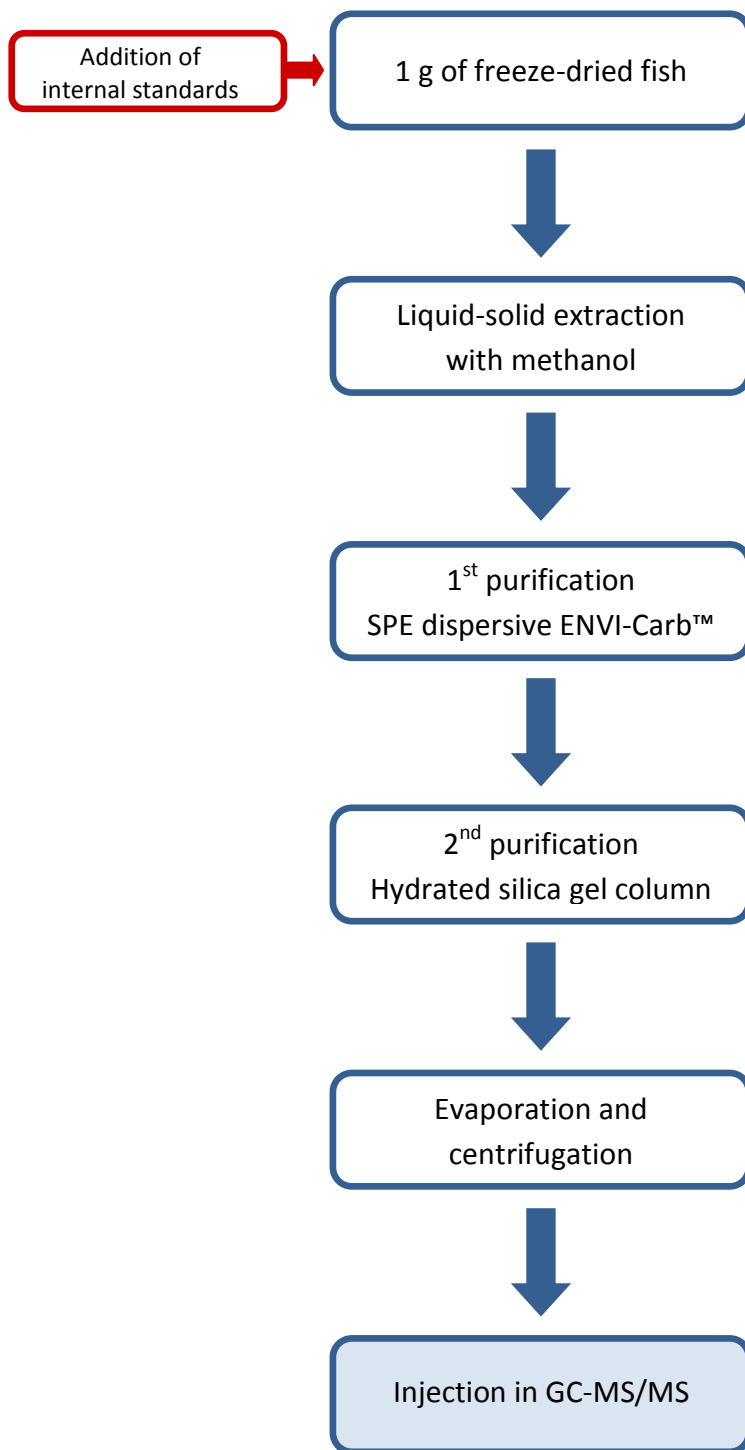 Addition of
internal standards
1 g of freeze-dried fish
Liquid-solid extraction
with methanol
1st purification
SPE dispersive ENVI-Carb™
2nd purification
Hydrated silica gel column
Evaporation and
centrifugation
Injection in GC-MS/MS